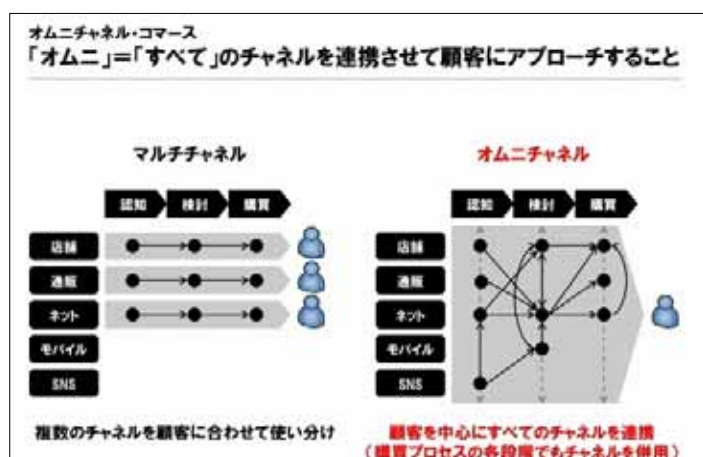 オムニチャネル・コマース
「オムニ」＝「すべて」のチャネルを連携させて顧客にアプローチすること
マルチチャネル
認知 検討 購買
店舗
通販
ネット
モバイル
SNS
複数のチャネルを顧客に合わせて使い分け
オムニチャネル
認知 検討 購買
店舗
通販
ネット
モバイル
SNS
顧客を中心にすべてのチャネルを連携
(購買プロセスの各段階でもチャネルを併用)